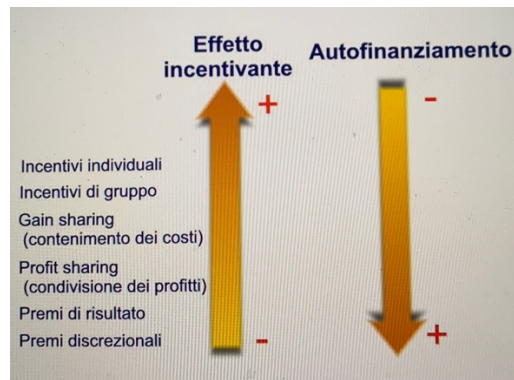 Effetto
incentivante
Autofinanziamento
+
-
Incentivi individuali
Incentivi di gruppo
Gain sharing
(contenimento dei costi)
Profit sharing
(condivisione dei profitti)
Premi di risultato
Premi discrezionali
-
+